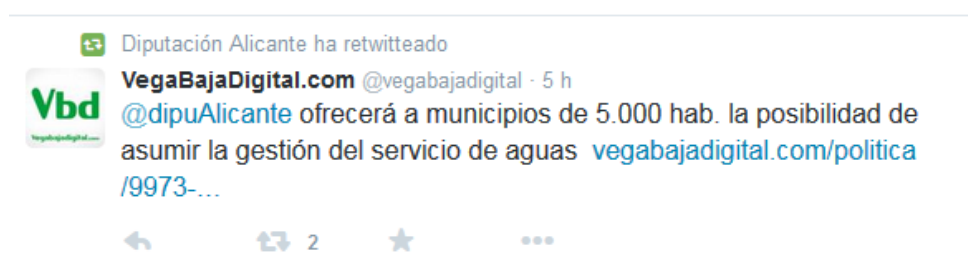 Diputación Alicante ha retwitteado
VegaBajaDigital.com @vegabajadigital · 5 h
Vbd
Vegabajadigital.com
@dipuAlicante ofrecerá a municipios de 5.000 hab. la posibilidad de
asumir la gestión del servicio de aguas vegabajadigital.com/politica
/9973-...
2